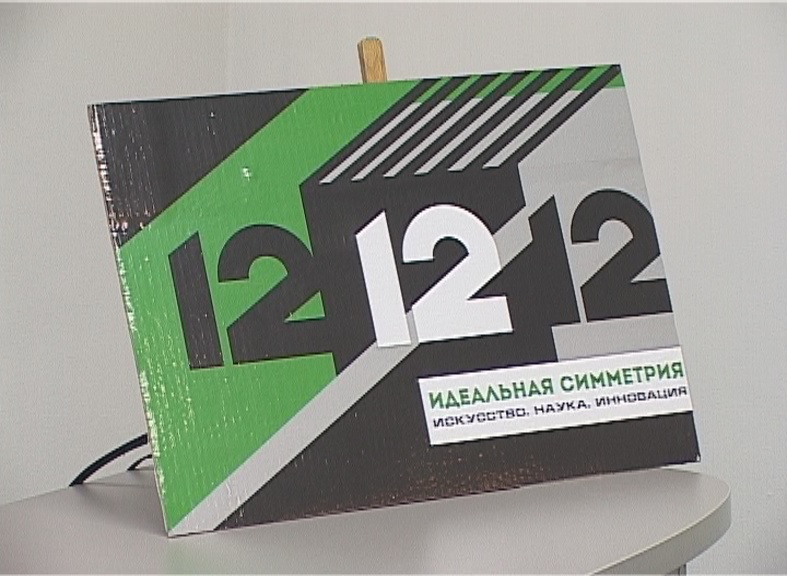 12 12 12
ИДЕАЛЬНАЯ СИММЕТРИЯ
ИСКУССТВО, НАУКА, ИННОВАЦИЯ